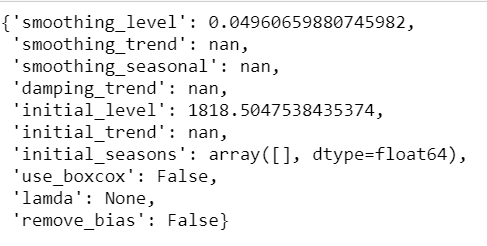 {'smoothing_level': 0.04960659880745982,
'smoothing_trend': nan,
'smoothing_seasonal': nan,
'damping_trend': nan,
'initial_level': 1818.5047538435374,
'initial_trend': nan,
'initial_seasons': array([], dtype=float64),
'use_boxcox': False,
'lamda': None,
'remove_bias': False}